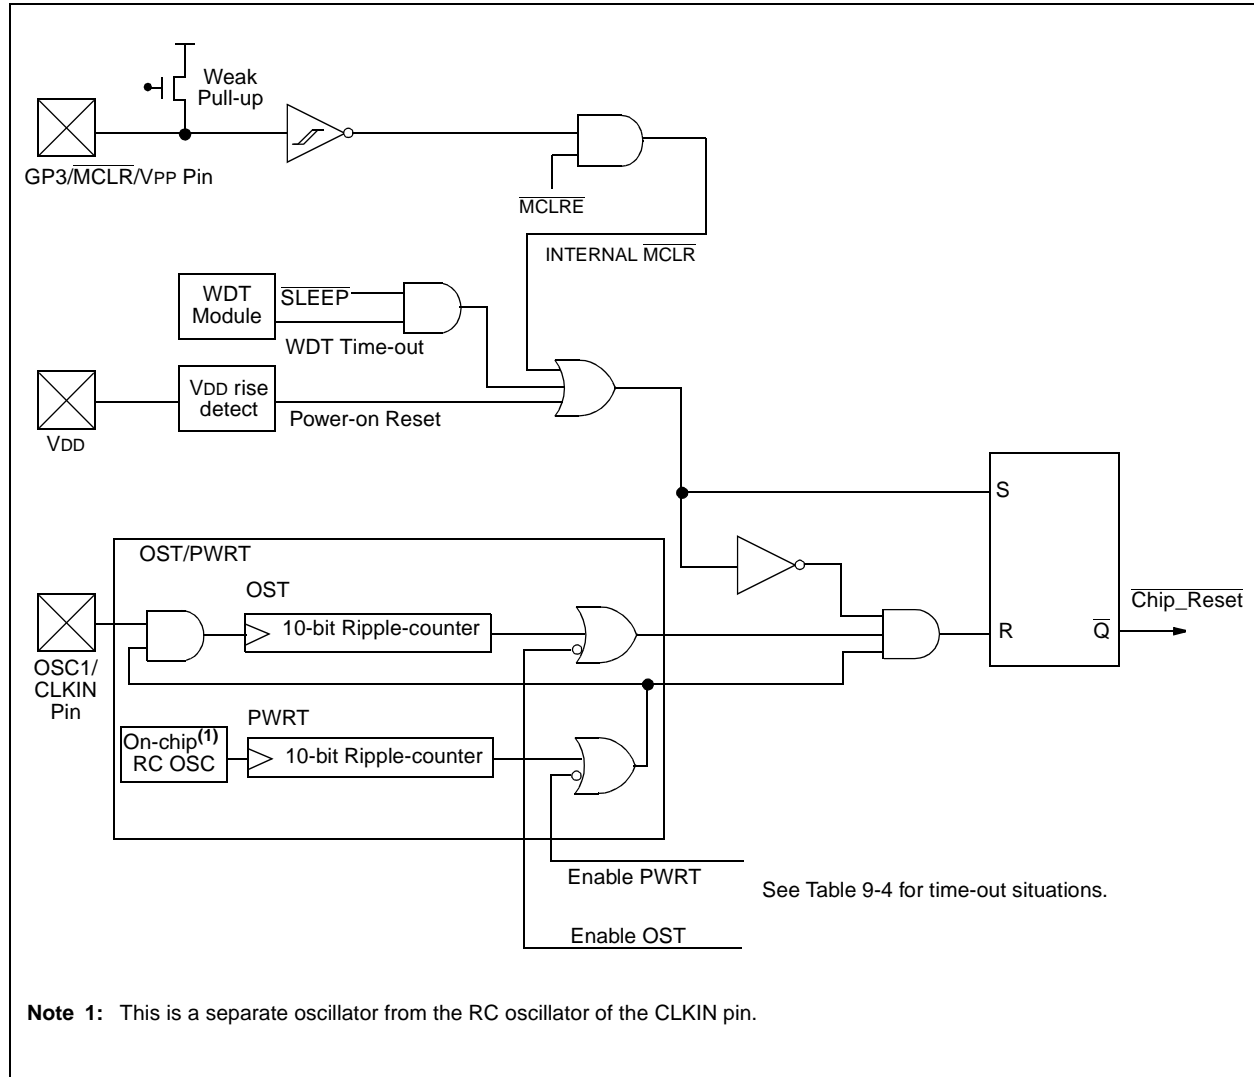 Weak
Pull-up
GP3/MCLR/VPP Pin
MCLRE
INTERNAL MCLR
WDT
Module
SLEEP
WDT Time-out
VDD rise
detect
Power-on Reset
VDD
S
OST/PWRT
OST
10-bit Ripple-counter
Chip_Reset
R
Q
OSC1/
CLKIN
Pin
PWRT
On-chip(1)
RC OSC
10-bit Ripple-counter
Enable PWRT
See Table 9-4 for time-out situations.
Enable OST
Note 1: This is a separate oscillator from the RC oscillator of the CLKIN pin.